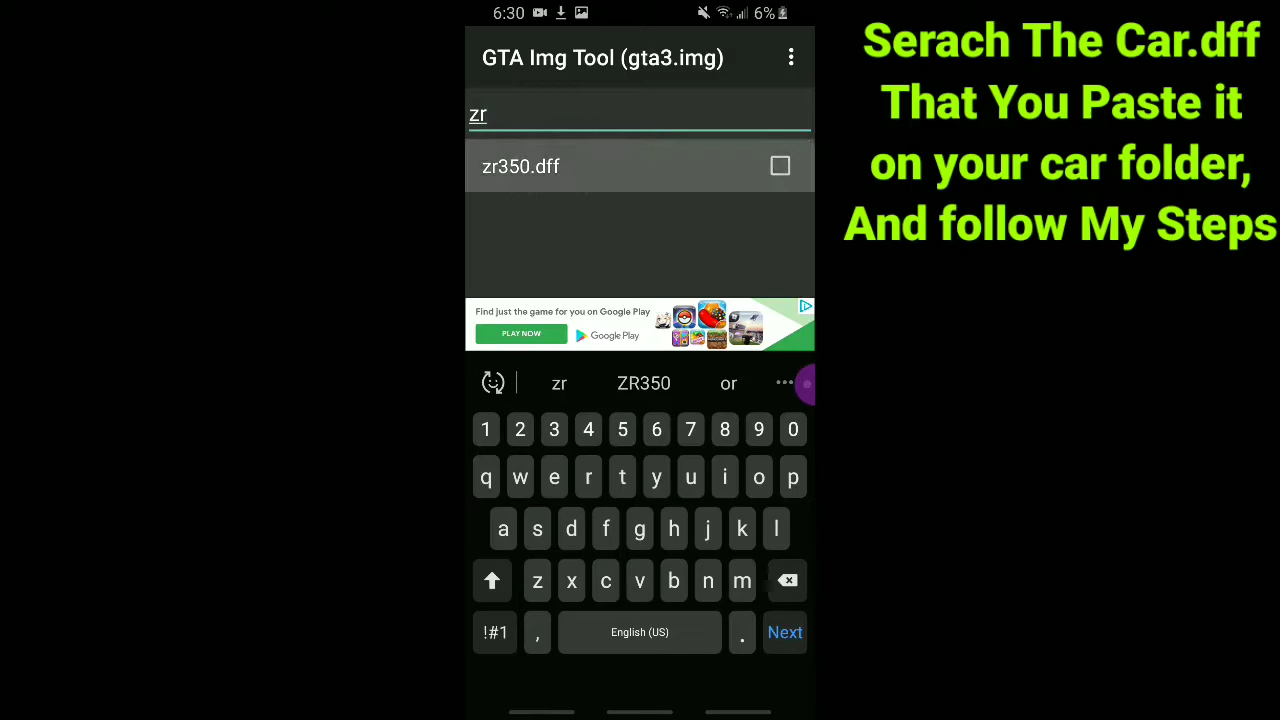 6:30
6%
GTA Img Tool (gta3.img)
zr
zr350.dff
Find just the game for you on Google Play
PLAY NOW
Google Play
zr ZR350 or
1 2 3 4 5 6 7 8 9 0
q w e r t y u i o p
a s d f g h j k l
z x c v b n m
!#1 , English (US) . Next
Serach The Car.dff
That You Paste it
on your car folder,
And follow My Steps